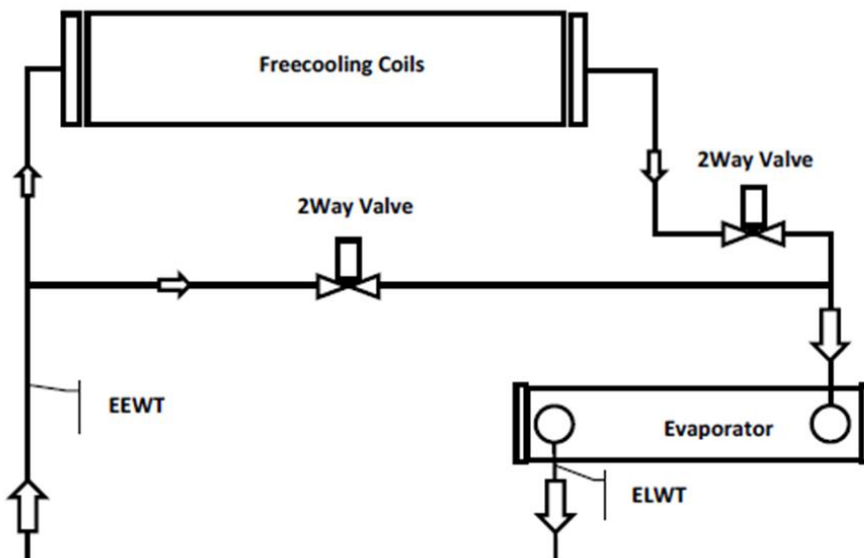 Freecooling Coils
2Way Valve
2Way Valve
EEWT
Evaporator
ELWT